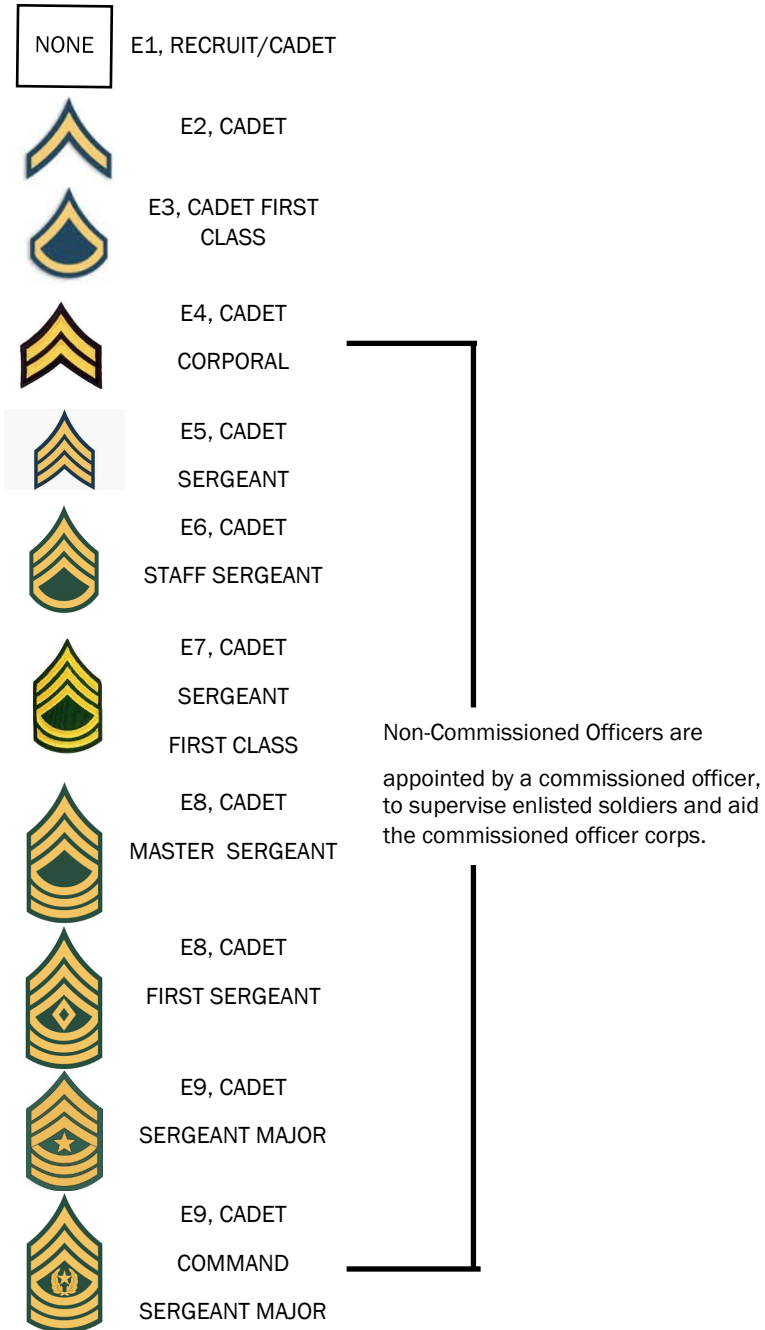 NONE
E1, RECRUIT/CADET
E2, CADET
E3, CADET FIRST
CLASS
E4, CADET
CORPORAL
E5, CADET
SERGEANT
E6, CADET
STAFF SERGEANT
E7, CADET
SERGEANT
FIRST CLASS
E8, CADET
MASTER SERGEANT
E8, CADET
FIRST SERGEANT
E9, CADET
SERGEANT MAJOR
E9, CADET
COMMAND
SERGEANT MAJOR
Non-Commissioned Officers are
appointed by a commissioned officer,
to supervise enlisted soldiers and aid
the commissioned officer corps.